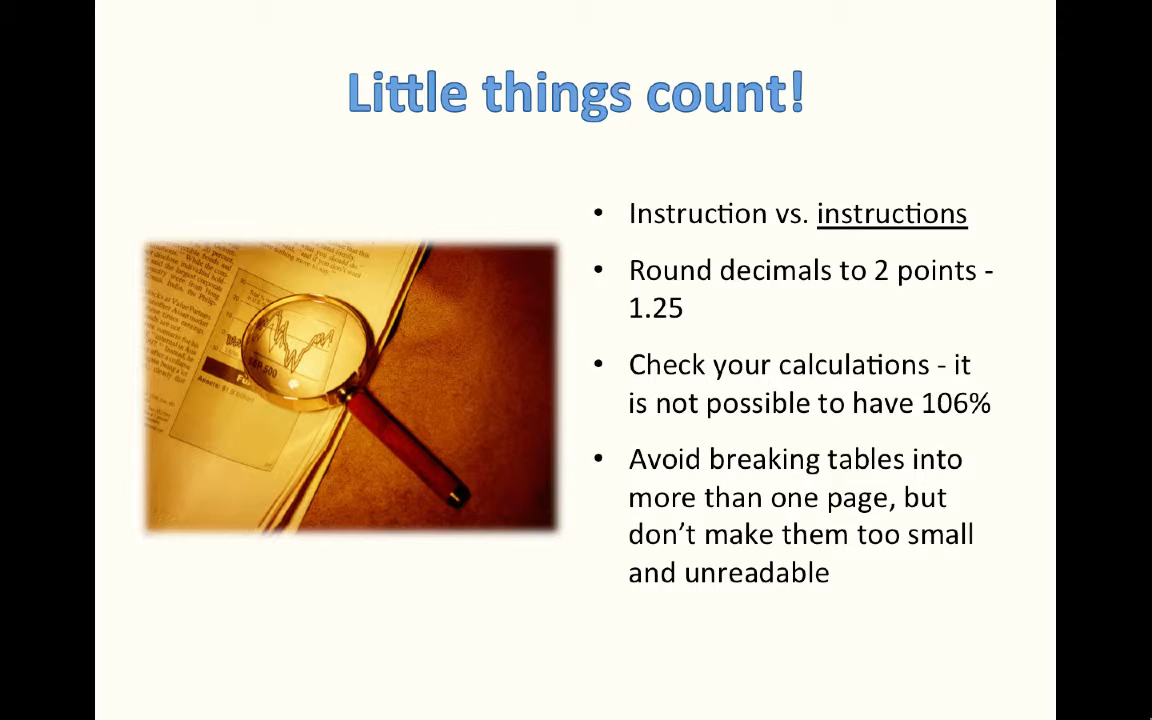 Little things count!
• Instruction vs. instructions
• Round decimals to 2 points -
1.25
• Check your calculations - it
is not possible to have 106%
• Avoid breaking tables into
more than one page, but
don't make them too small
and unreadable
S&P 500